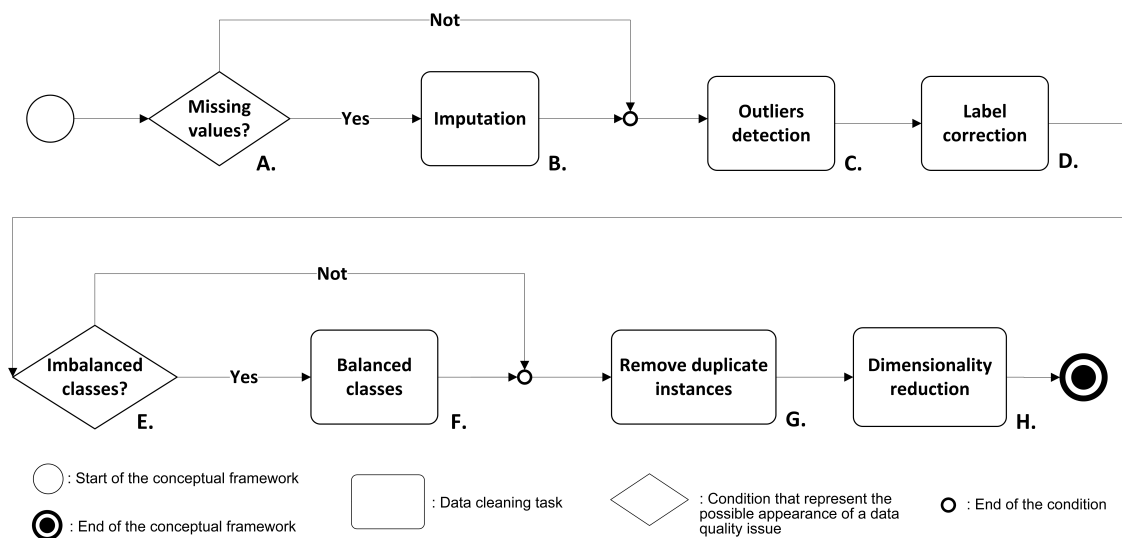 Not
Missing
values?
A.
Yes
Imputation
B.
Outliers
detection
C.
Label
correction
D.
Not
Imbalanced
classes?
E.
Yes
Balanced
classes
F.
Remove duplicate
instances
G.
Dimensionality
reduction
H.
: Start of the conceptual framework
: End of the conceptual framework
: Data cleaning task
: Condition that represent the
possible appearance of a data
quality issue
: End of the condition